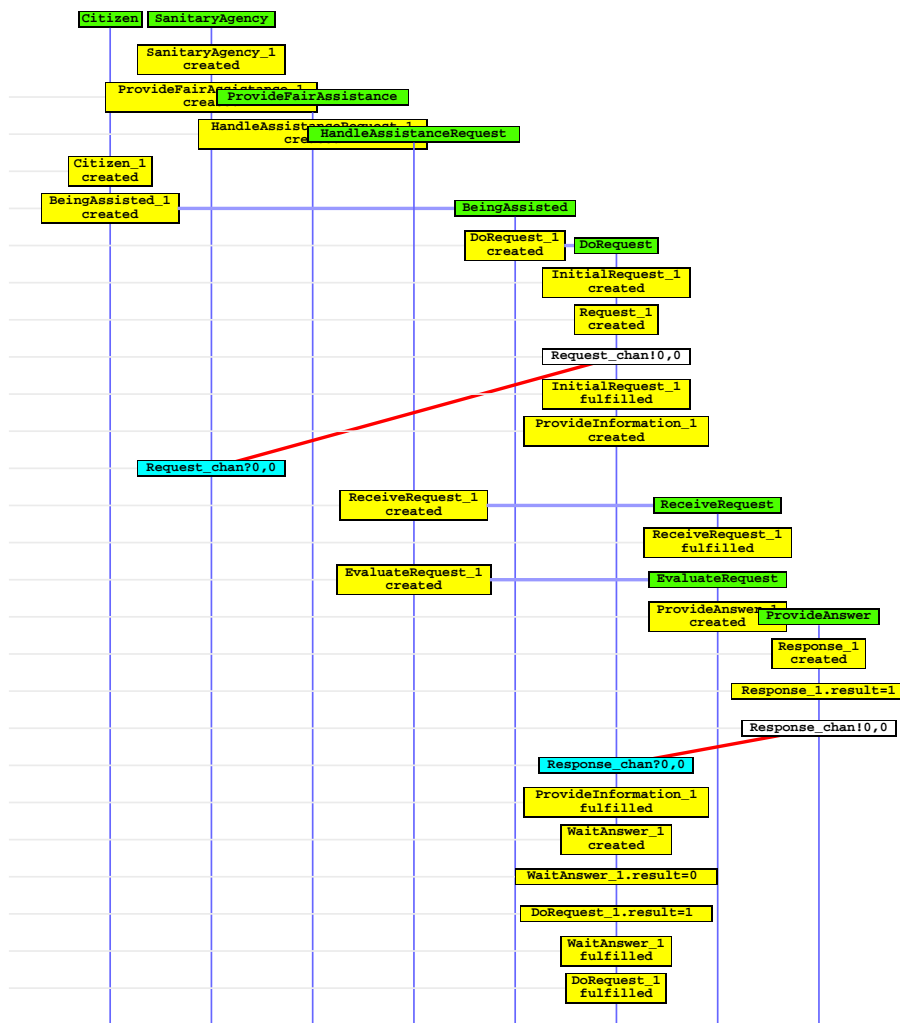 Citizen
SanitaryAgency
SanitaryAgency_1
created
ProvideFairAssistance_1
ProvideFairAssistance
HandleAssistanceRequest_1
HandleAssistanceRequest
Citizen_1
created
BeingAssisted_1
created
BeingAssisted
DoRequest_1
created
DoRequest
InitialRequest_1
created
Request_1
created
Request_chan!0,0
InitialRequest_1
fulfilled
ProvideInformation_1
created
Request_chan?0,0
ReceiveRequest_1
created
ReceiveRequest
ReceiveRequest_1
fulfilled
EvaluateRequest_1
created
EvaluateRequest
ProvideAnswer_1
created
ProvideAnswer
Response_1
created
Response_1.result=1
Response_chan!0,0
Response_chan?0,0
ProvideInformation_1
fulfilled
WaitAnswer_1
created
WaitAnswer_1.result=0
DoRequest_1.result=1
WaitAnswer_1
fulfilled
DoRequest_1
fulfilled